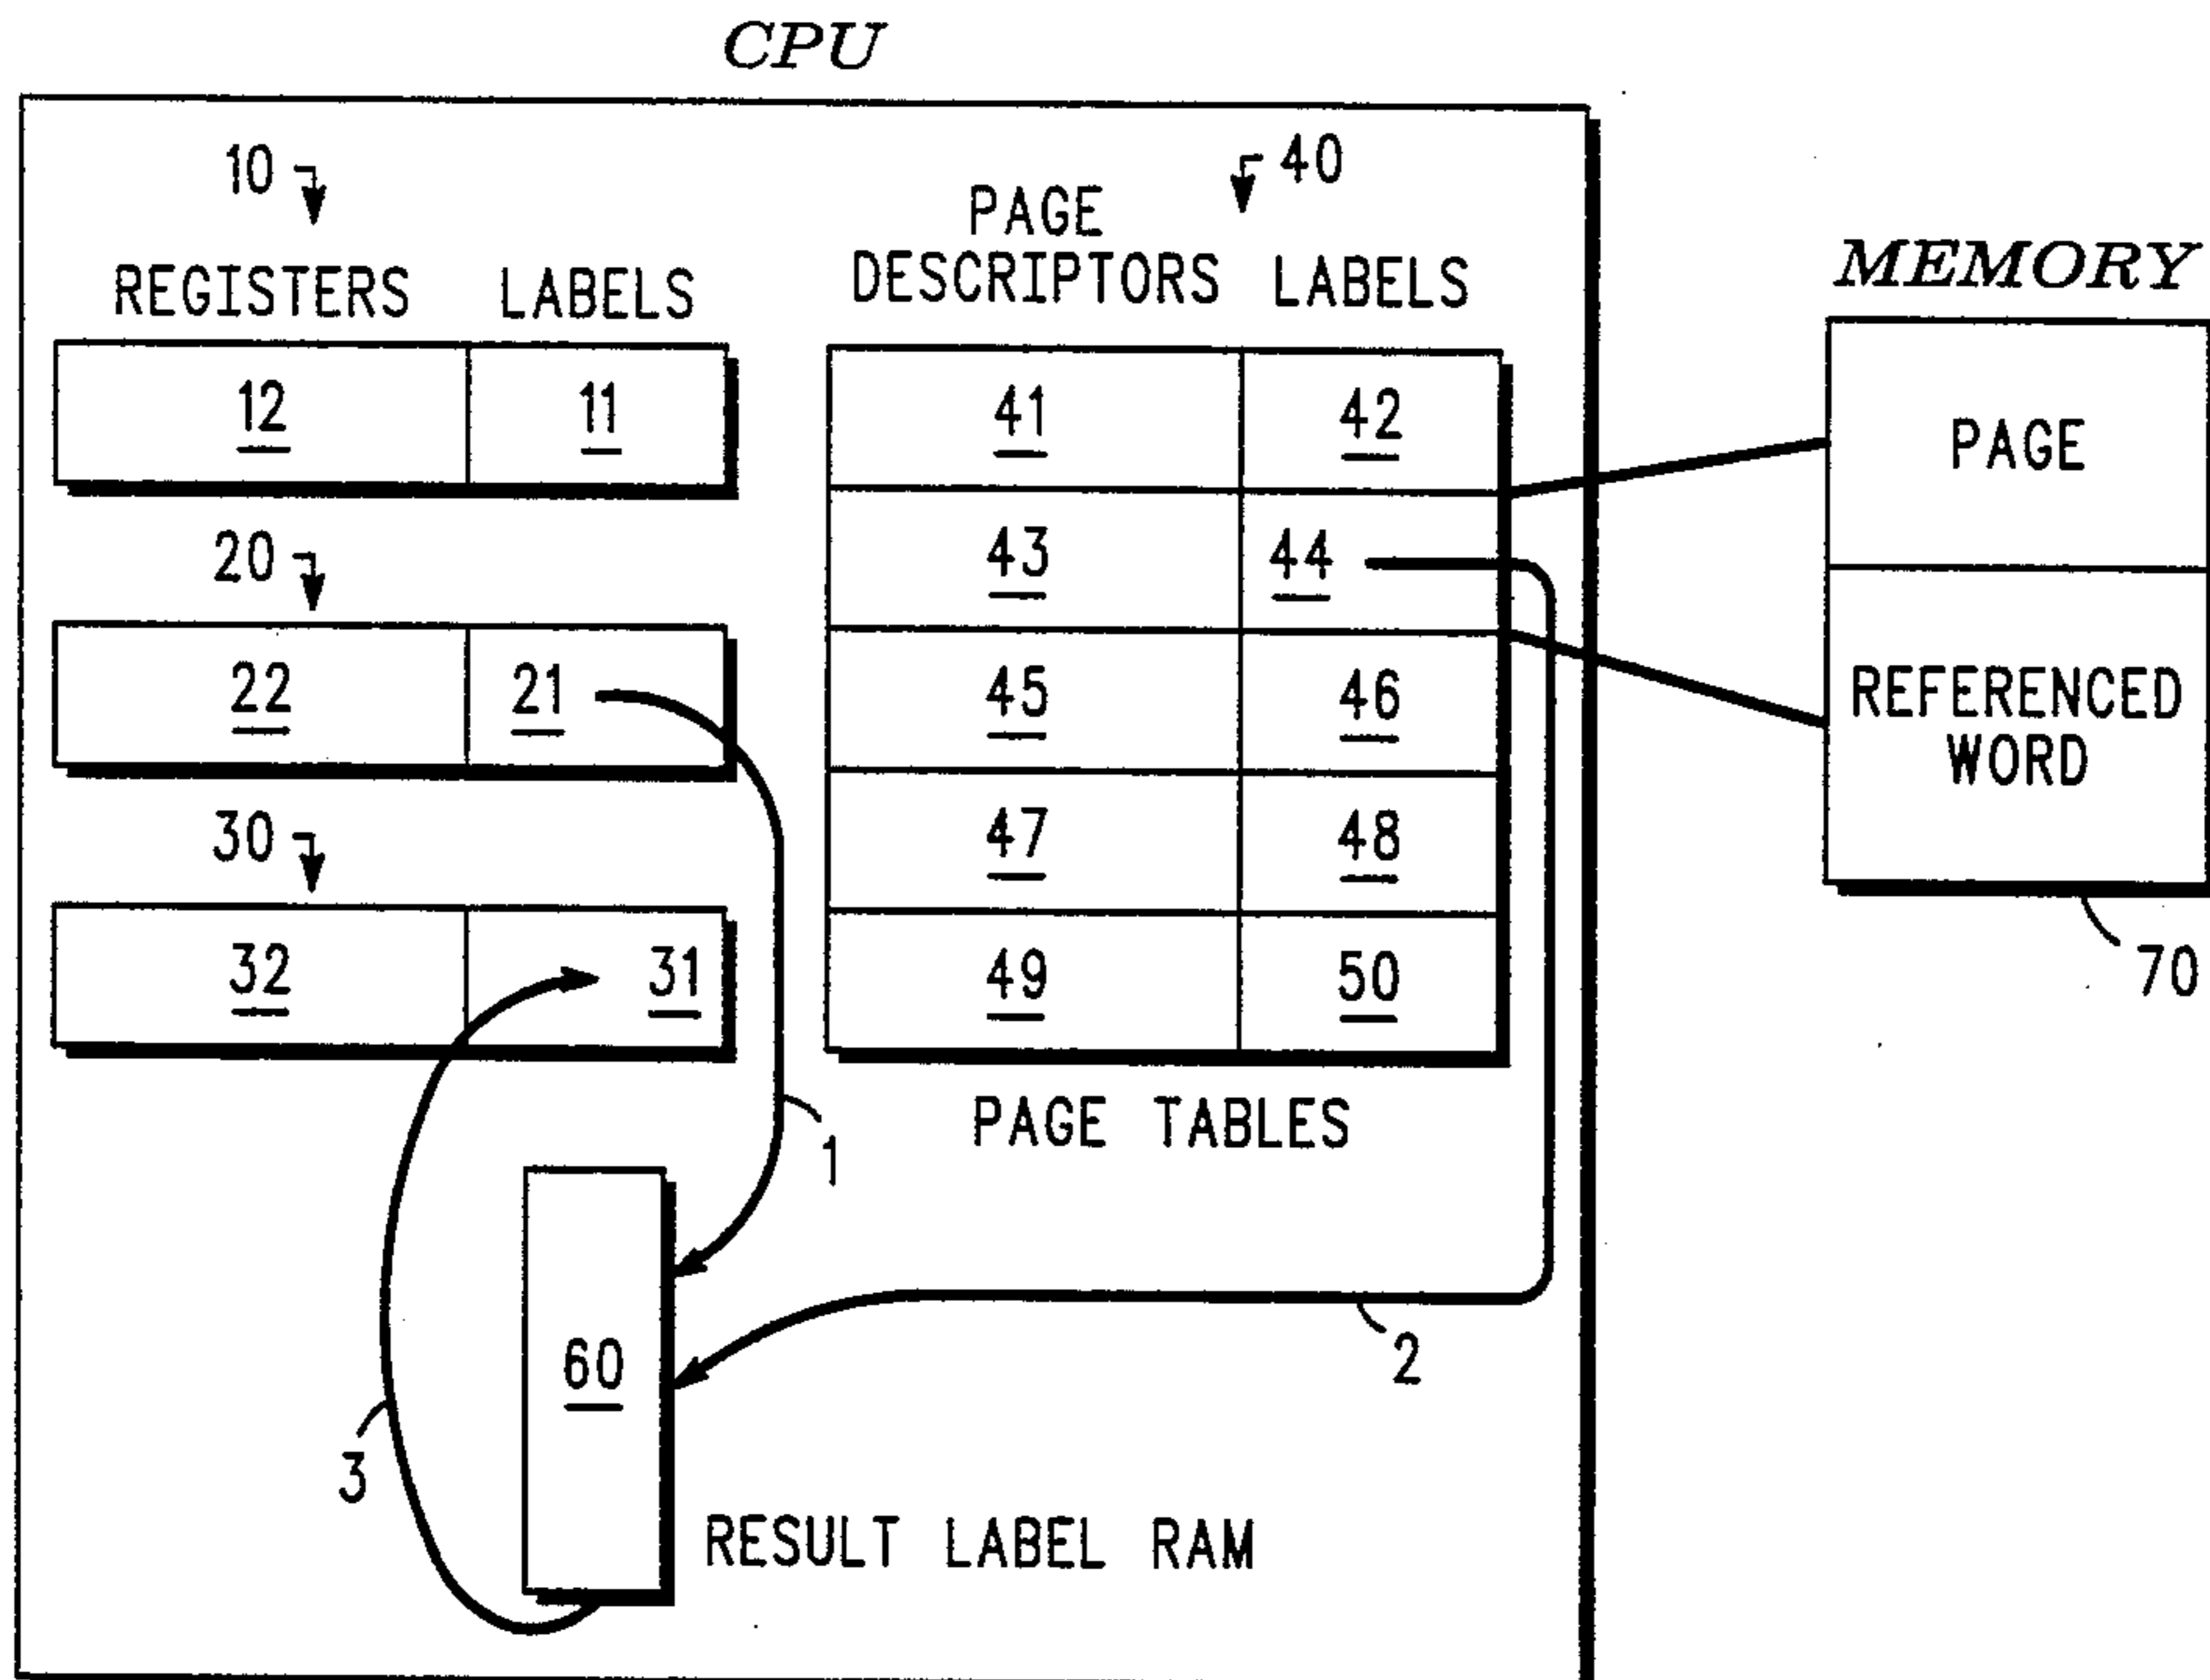 CPU
10
40
PAGE
DESCRIPTORS LABELS
REGISTERS LABELS
MEMORY
12 11
41 42
PAGE
20
43 44
22 21
45 46
REFERENCED
WORD
30
47 48
32 31
49 50
70
PAGE TABLES
1
60
2
3
RESULT LABEL RAM